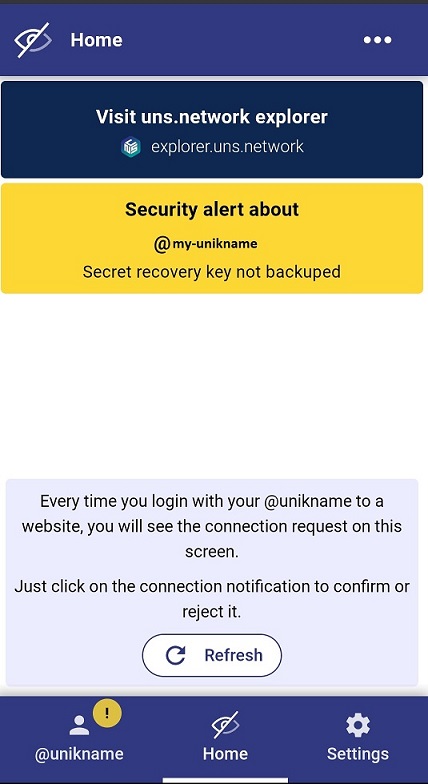 Home
•••
Visit uns.network explorer
explorer.uns.network
Security alert about
@my-unikname
Secret recovery key not backuped
Every time you login with your @unikname to a
website, you will see the connection request on this
screen.
Just click on the connection notification to confirm or
reject it.
Refresh
!
@unikname
Home
Settings